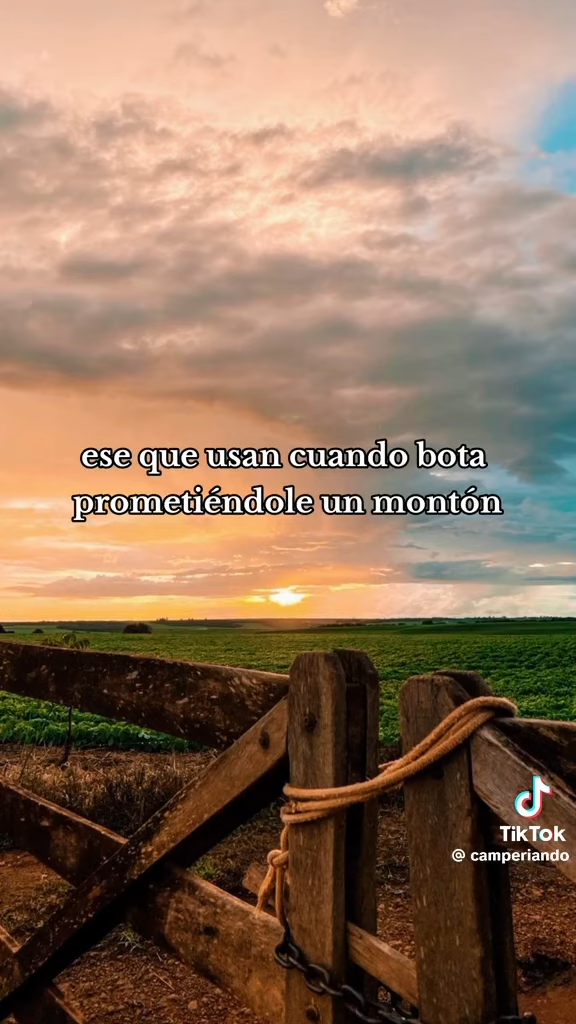 ese que usan cuando bota
prometiéndole un montón
TikTok
@ camperiando